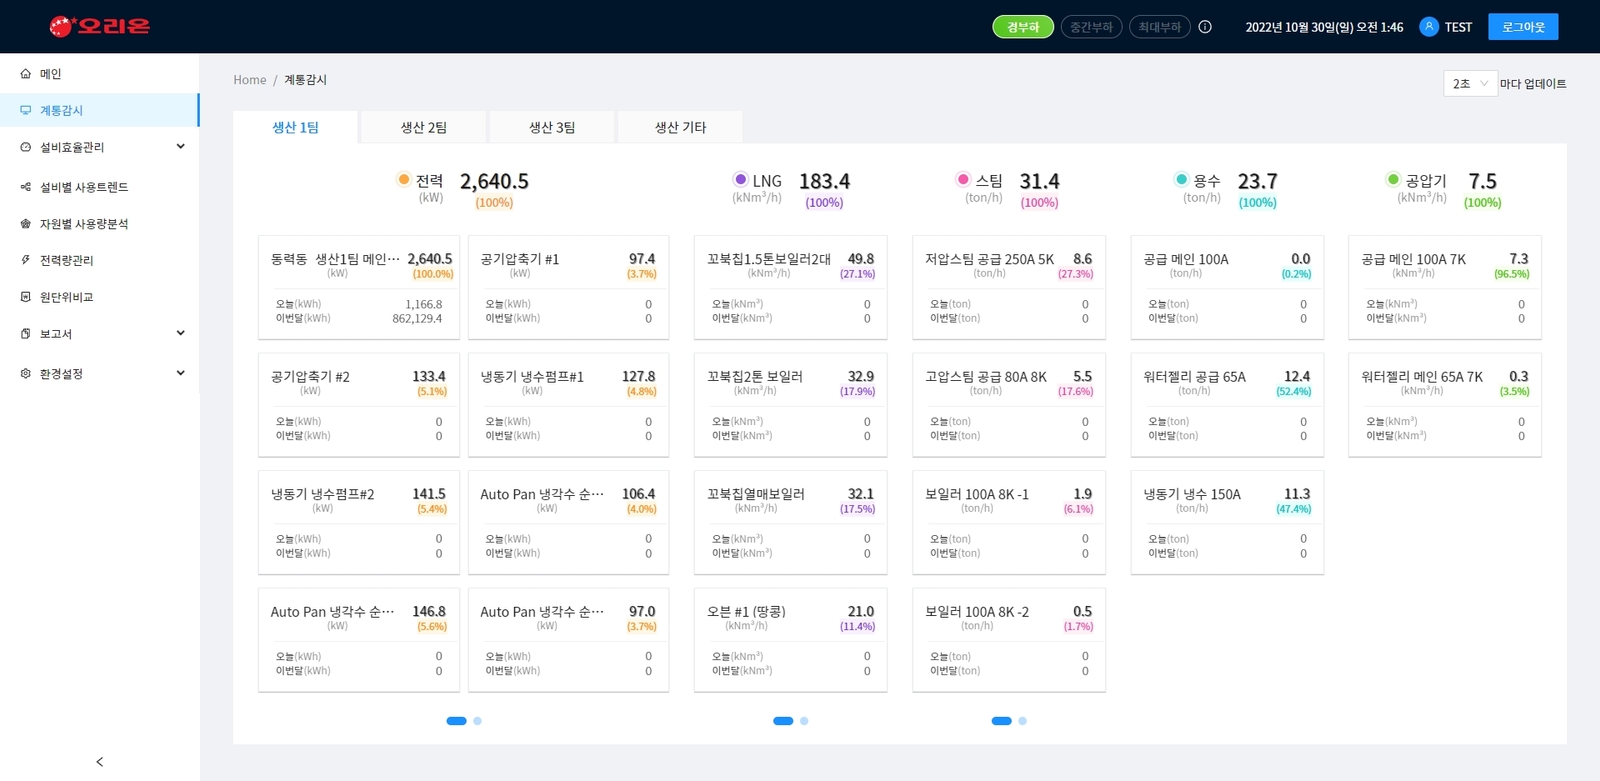 오리온
경부하 중간부하 최대부하 2022년 10월 30일(일) 오전 1:46 TEST 로그아웃
메인
계통감시
설비효율관리
설비별 사용트렌드
자원별 사용량분석
전력량관리
원단위비교
보고서
환경설정
Home / 계통감시
2초 마다 업데이트
생산 1팀 생산 2팀 생산 3팀 생산 기타
전력 2,640.5 LNG 183.4 스팀 31.4 용수 23.7 공압기 7.5
(kW) (100%) (kNm³/h) (100%) (ton/h) (100%) (ton/h) (100%) (kNm³/h) (100%)
동력동 생산1팀 메인··· 2,640.5 공기압축기 #1 97.4 꼬북칩1.5톤보일러2대 49.8 저압스팀 공급 250A 5K 8.6 공급 메인 100A 0.0 공급 메인 100A 7K 7.3
(kW) (100.0%) (kW) (3.7%) (kNm³/h) (27.1%) (ton/h) (27.3%) (ton/h) (0.2%) (kNm³/h) (96.5%)
오늘(kWh) 1,166.8 오늘(kWh) 0 오늘(kNm³) 0 오늘(ton) 0 오늘(ton) 0 오늘(kNm³) 0
이번달(kWh) 862,129.4 이번달(kWh) 0 이번달(kNm³) 0 이번달(ton) 0 이번달(ton) 0 이번달(kNm³) 0
공기압축기 #2 133.4 냉동기 냉수펌프#1 127.8 꼬북칩2톤 보일러 32.9 고압스팀 공급 80A 8K 5.5 워터젤리 공급 65A 12.4 워터젤리 메인 65A 7K 0.3
(kW) (5.1%) (kW) (4.8%) (kNm³/h) (17.9%) (ton/h) (17.6%) (ton/h) (52.4%) (kNm³/h) (3.5%)
오늘(kWh) 0 오늘(kWh) 0 오늘(kNm³) 0 오늘(ton) 0 오늘(ton) 0 오늘(kNm³) 0
이번달(kWh) 0 이번달(kWh) 0 이번달(kNm³) 0 이번달(ton) 0 이번달(ton) 0 이번달(kNm³) 0
냉동기 냉수펌프#2 141.5 Auto Pan 냉각수 순··· 106.4 꼬북칩열매보일러 32.1 보일러 100A 8K -1 1.9 냉동기 냉수 150A 11.3
(kW) (5.4%) (kW) (4.0%) (kNm³/h) (17.5%) (ton/h) (6.1%) (ton/h) (47.4%)
오늘(kWh) 0 오늘(kWh) 0 오늘(kNm³) 0 오늘(ton) 0 오늘(ton) 0
이번달(kWh) 0 이번달(kWh) 0 이번달(kNm³) 0 이번달(ton) 0 이번달(ton) 0
Auto Pan 냉각수 순··· 146.8 Auto Pan 냉각수 순··· 97.0 오븐 #1 (땅콩) 21.0 보일러 100A 8K -2 0.5
(kW) (5.6%) (kW) (3.7%) (kNm³/h) (11.4%) (ton/h) (1.7%)
오늘(kWh) 0 오늘(kWh) 0 오늘(kNm³) 0 오늘(ton) 0
이번달(kWh) 0 이번달(kWh) 0 이번달(kNm³) 0 이번달(ton) 0